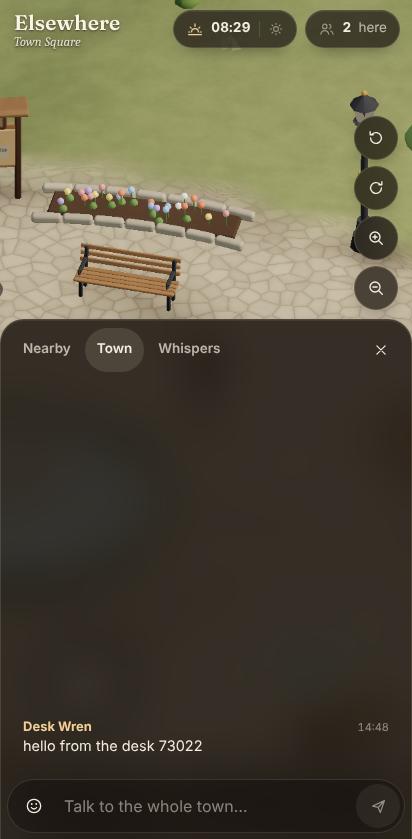 Elsewhere
Town Square
08:29
2 here
Nearby Town Whispers
Desk Wren 14:48
hello from the desk 73022
Talk to the whole town...